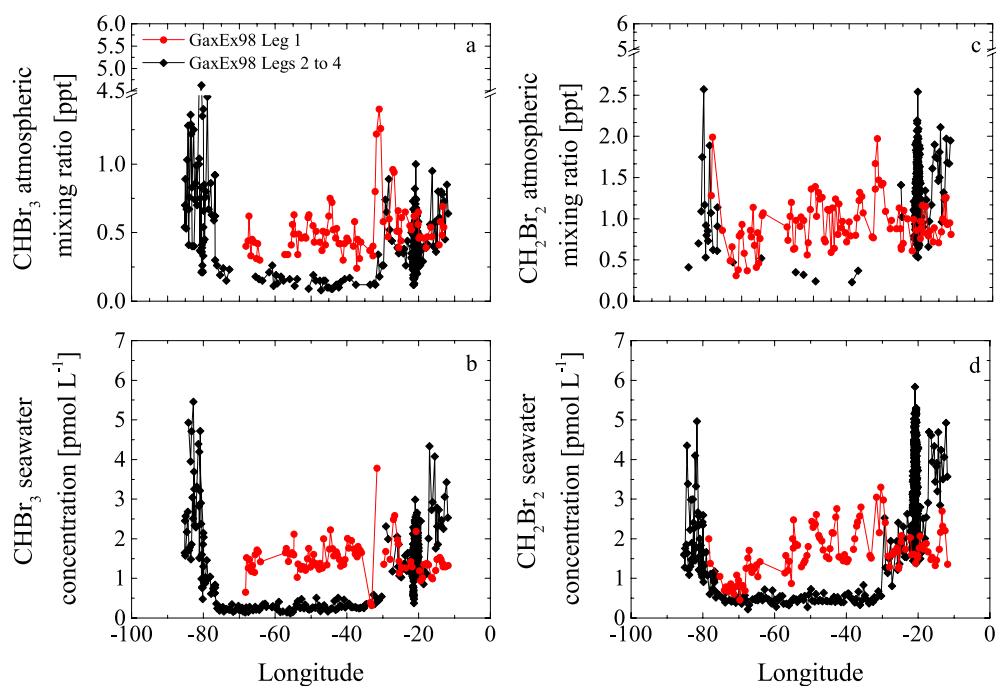 GaxEx98 Leg 1
GaxEx98 Legs 2 to 4
a
6.0
5.5
5.0
4.5
1.0
0.5
0.0
CHBr3 atmospheric
mixing ratio [ppt]
c
6
5
2.5
2.0
1.5
1.0
0.5
0.0
CH2Br2 atmospheric
mixing ratio [ppt]
b
7
6
5
4
3
2
1
0
CHBr3 seawater
concentration [pmol L-1]
-100
-80
-60
-40
-20
0
Longitude
d
7
6
5
4
3
2
1
0
CH2Br2 seawater
concentration [pmol L-1]
-100
-80
-60
-40
-20
0
Longitude